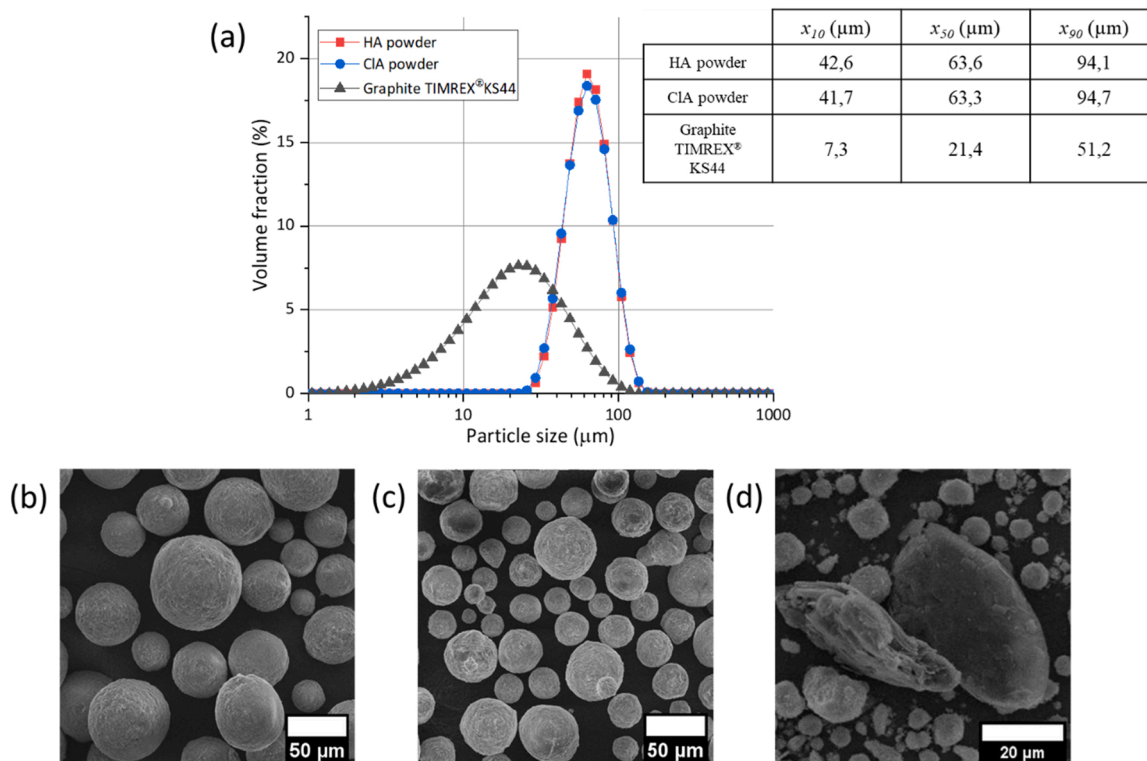 (a)
HA powder
ClA powder
Graphite TIMREX®KS44
Volume fraction (%)
20
15
10
5
0
1
10
100
1000
Particle size (µm)
x10 (µm) x50 (µm) x90 (µm)
HA powder 42,6 63,6 94,1
ClA powder 41,7 63,3 94,7
Graphite
TIMREX®
KS44
7,3 21,4 51,2
(b)
50 µm
(c)
50 µm
(d)
20 µm